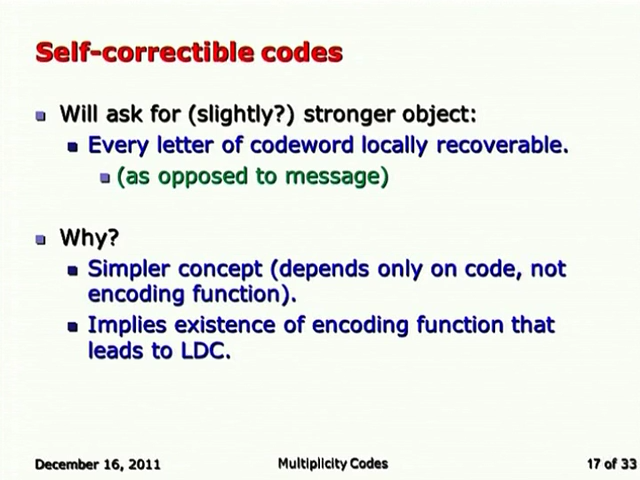 Self-correctible codes
Will ask for (slightly?) stronger object:
Every letter of codeword locally recoverable.
(as opposed to message)
Why?
Simpler concept (depends only on code, not
encoding function).
Implies existence of encoding function that
leads to LDC.
December 16, 2011
Multiplicity Codes
17 of 33